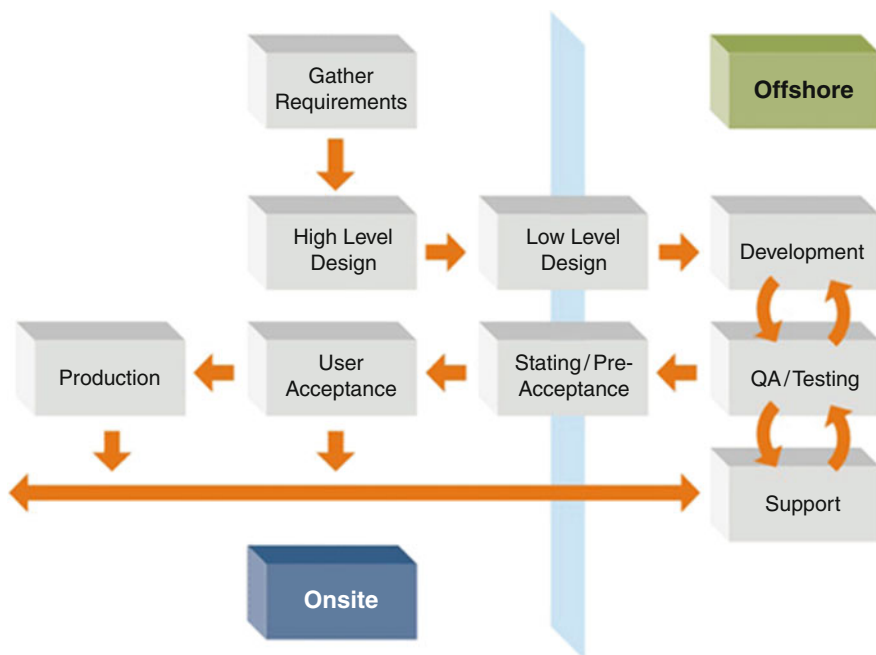 Gather
Requirements
Offshore
High Level
Design
Low Level
Design
Development
Production
User
Acceptance
Stating/Pre-
Acceptance
QA/Testing
Support
Onsite